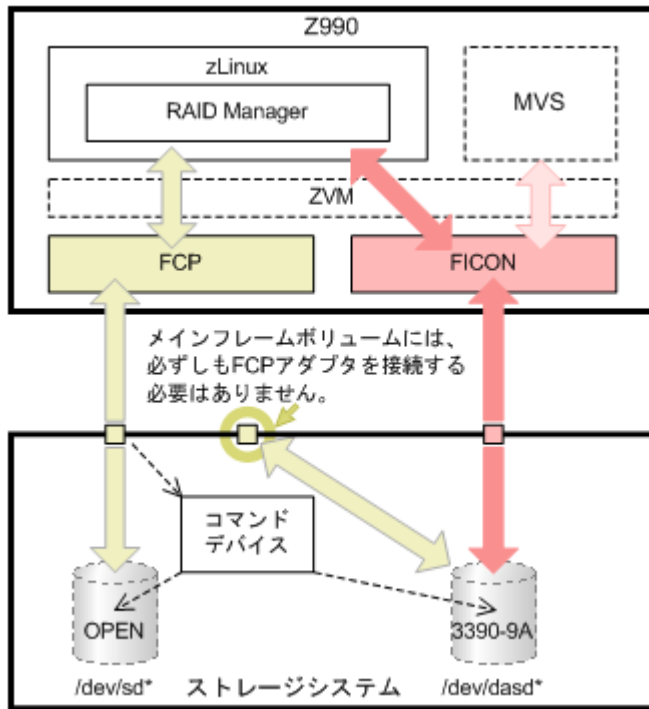 Z990
zLinux
RAID Manager
MVS
ZVM
FCP
FICON
メインフレームボリュームには、
必ずしもFCPアダプタを接続する
必要はありません。
コマンド
デバイス
OPEN
3390-9A
/dev/sd*
ストレージシステム
/dev/dasd*